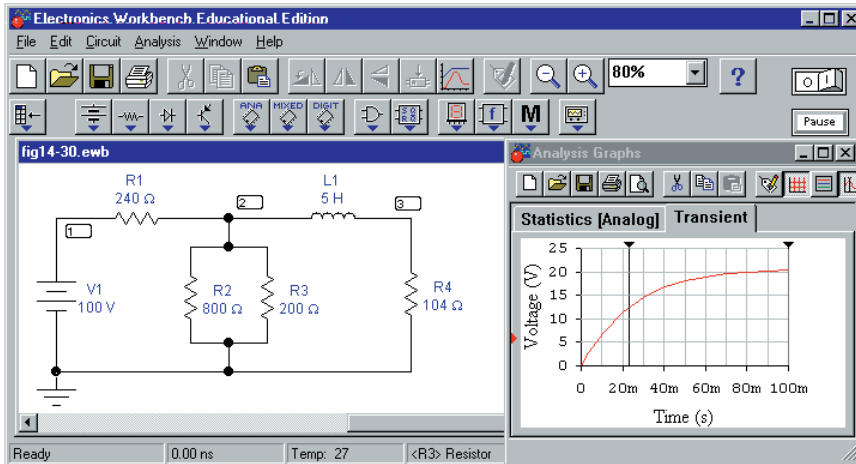 Electronics Workbench Educational Edition
File Edit Circuit Analysis Window Help
80%
?
ANA MIXED DIGIT
f M
Pause
fig14-30.ewb
R1
240 Ω
L1
5 H
1
2
3
V1
100 V
R2
800 Ω
R3
200 Ω
R4
104 Ω
Ready
0.00 ns
Temp: 27
<R3> Resistor
Analysis Graphs
Statistics [Analog]
Transient
Voltage (V)
25
20
15
10
5
0
0 20m 40m 60m 80m 100m
Time (s)